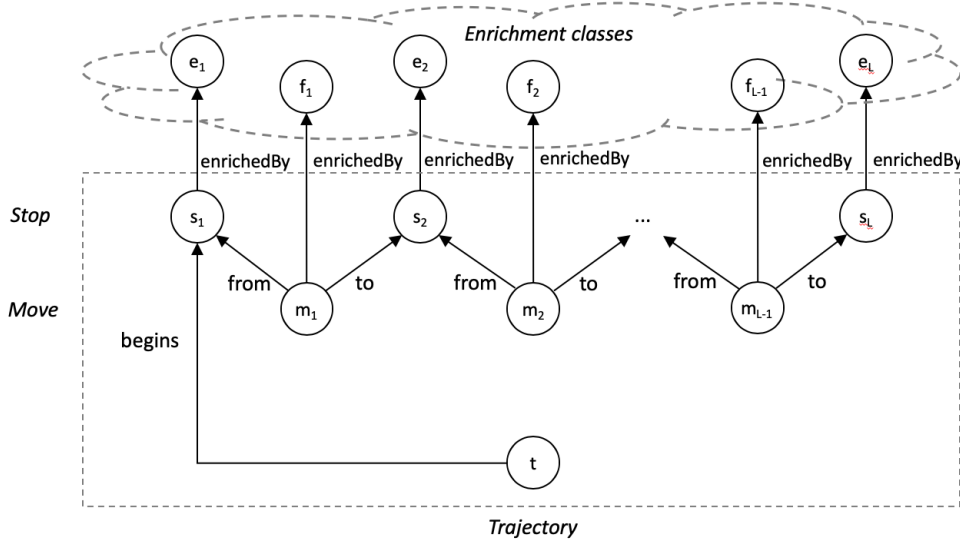 Enrichment classes
e1 e2 eL
f1 f2 fL-1
enrichedBy enrichedBy enrichedBy enrichedBy enrichedBy enrichedBy
Stop s1 s2 ... sL
from to from to from to
Move m1 m2 mL-1
begins
t
Trajectory